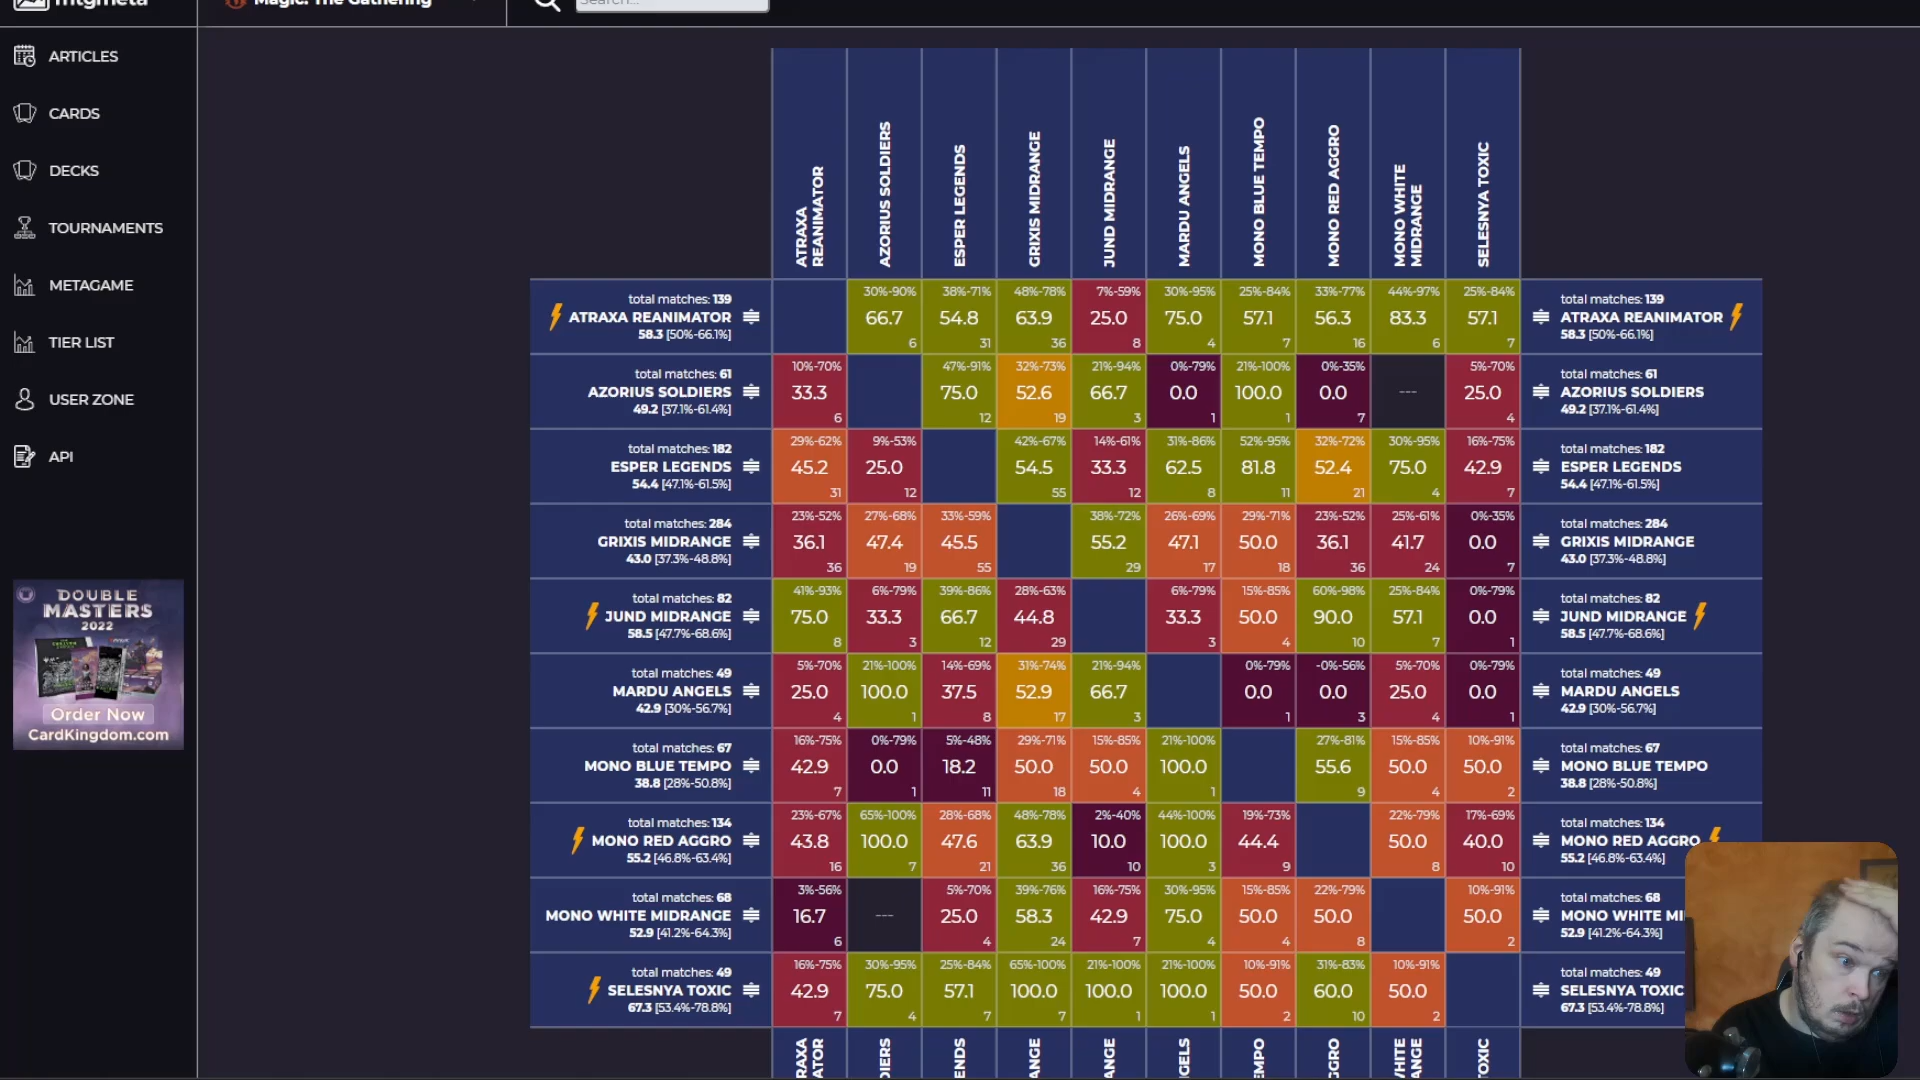 mtgmeta
Magic: The Gathering
Search...
ARTICLES
CARDS
DECKS
TOURNAMENTS
METAGAME
TIER LIST
USER ZONE
API
DOUBLE
MASTERS
2022
Order Now
CardKingdom.com
ATRAXA
REANIMATOR
AZORIUS SOLDIERS
ESPER LEGENDS
GRIXIS MIDRANGE
JUND MIDRANGE
MARDU ANGELS
MONO BLUE TEMPO
MONO RED AGGRO
MONO WHITE
MIDRANGE
SELESNYA TOXIC
total matches: 139 30%-90% 38%-71% 48%-78% 7%-59% 30%-95% 25%-84% 33%-77% 44%-97% 25%-84% total matches: 139
ATRAXA REANIMATOR 66.7 54.8 63.9 25.0 75.0 57.1 56.3 83.3 57.1 ATRAXA REANIMATOR
58.3 [50%-66.1%] 6 31 36 8 4 7 16 6 7 58.3 [50%-66.1%]
total matches: 61 10%-70% 47%-91% 32%-73% 21%-94% 0%-79% 21%-100% 0%-35% 5%-70% total matches: 61
AZORIUS SOLDIERS 33.3 75.0 52.6 66.7 0.0 100.0 0.0 --- 25.0 AZORIUS SOLDIERS
49.2 [37.1%-61.4%] 6 12 19 3 1 1 7 4 49.2 [37.1%-61.4%]
total matches: 182 29%-62% 9%-53% 42%-67% 14%-61% 31%-86% 52%-95% 32%-72% 30%-95% 16%-75% total matches: 182
ESPER LEGENDS 45.2 25.0 54.5 33.3 62.5 81.8 52.4 75.0 42.9 ESPER LEGENDS
54.4 [47.1%-61.5%] 31 12 55 12 8 11 21 4 7 54.4 [47.1%-61.5%]
total matches: 284 23%-52% 27%-68% 33%-59% 38%-72% 26%-69% 29%-71% 23%-52% 25%-61% 0%-35% total matches: 284
GRIXIS MIDRANGE 36.1 47.4 45.5 55.2 47.1 50.0 36.1 41.7 0.0 GRIXIS MIDRANGE
43.0 [37.3%-48.8%] 36 19 55 29 17 18 36 24 7 43.0 [37.3%-48.8%]
total matches: 82 41%-93% 6%-79% 39%-86% 28%-63% 6%-79% 15%-85% 60%-98% 25%-84% 0%-79% total matches: 82
JUND MIDRANGE 75.0 33.3 66.7 44.8 33.3 50.0 90.0 57.1 0.0 JUND MIDRANGE
58.5 [47.7%-68.6%] 8 3 12 29 3 4 10 7 1 58.5 [47.7%-68.6%]
total matches: 49 5%-70% 21%-100% 14%-69% 31%-74% 21%-94% 0%-79% -0%-56% 5%-70% 0%-79% total matches: 49
MARDU ANGELS 25.0 100.0 37.5 52.9 66.7 0.0 0.0 25.0 0.0 MARDU ANGELS
42.9 [30%-56.7%] 4 1 8 17 3 1 3 4 1 42.9 [30%-56.7%]
total matches: 67 16%-75% 0%-79% 5%-48% 29%-71% 15%-85% 21%-100% 27%-81% 15%-85% 10%-91% total matches: 67
MONO BLUE TEMPO 42.9 0.0 18.2 50.0 50.0 100.0 55.6 50.0 50.0 MONO BLUE TEMPO
38.8 [28%-50.8%] 7 1 11 18 4 1 9 4 2 38.8 [28%-50.8%]
total matches: 134 23%-67% 65%-100% 28%-68% 48%-78% 2%-40% 44%-100% 19%-73% 22%-79% 17%-69% total matches: 134
MONO RED AGGRO 43.8 100.0 47.6 63.9 10.0 100.0 44.4 50.0 40.0 MONO RED AGGRO
55.2 [46.8%-63.4%] 16 7 21 36 10 3 9 8 10 55.2 [46.8%-63.4%]
total matches: 68 3%-56% 5%-70% 39%-76% 16%-75% 30%-95% 15%-85% 22%-79% 10%-91% total matches: 68
MONO WHITE MIDRANGE 16.7 --- 25.0 58.3 42.9 75.0 50.0 50.0 50.0 MONO WHITE MI
52.9 [41.2%-64.3%] 6 4 24 7 4 4 8 2 52.9 [41.2%-64.3%]
total matches: 49 16%-75% 30%-95% 25%-84% 65%-100% 21%-100% 21%-100% 10%-91% 31%-83% 10%-91% total matches: 49
SELESNYA TOXIC 42.9 75.0 57.1 100.0 100.0 100.0 50.0 60.0 50.0 SELESNYA TOXIC
67.3 [53.4%-78.8%] 7 4 7 7 1 1 2 10 2 67.3 [53.4%-78.8%]
RAXA
ATOR
DIERS
ENDS
ANGE
ANGE
GELS
EMPO
GGRO
WHITE
ANGE
TOXIC